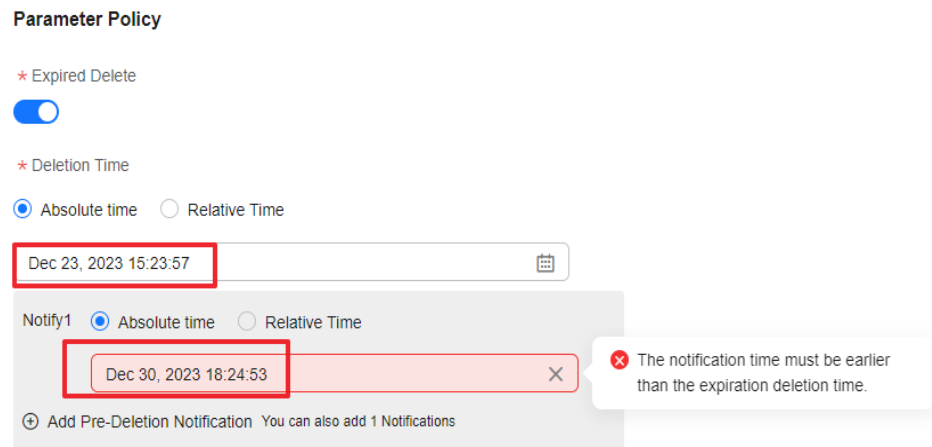 Parameter Policy
* Expired Delete
* Deletion Time
Absolute time Relative Time
Dec 23, 2023 15:23:57
Notify1 Absolute time Relative Time
Dec 30, 2023 18:24:53
The notification time must be earlier
than the expiration deletion time.
Add Pre-Deletion Notification You can also add 1 Notifications